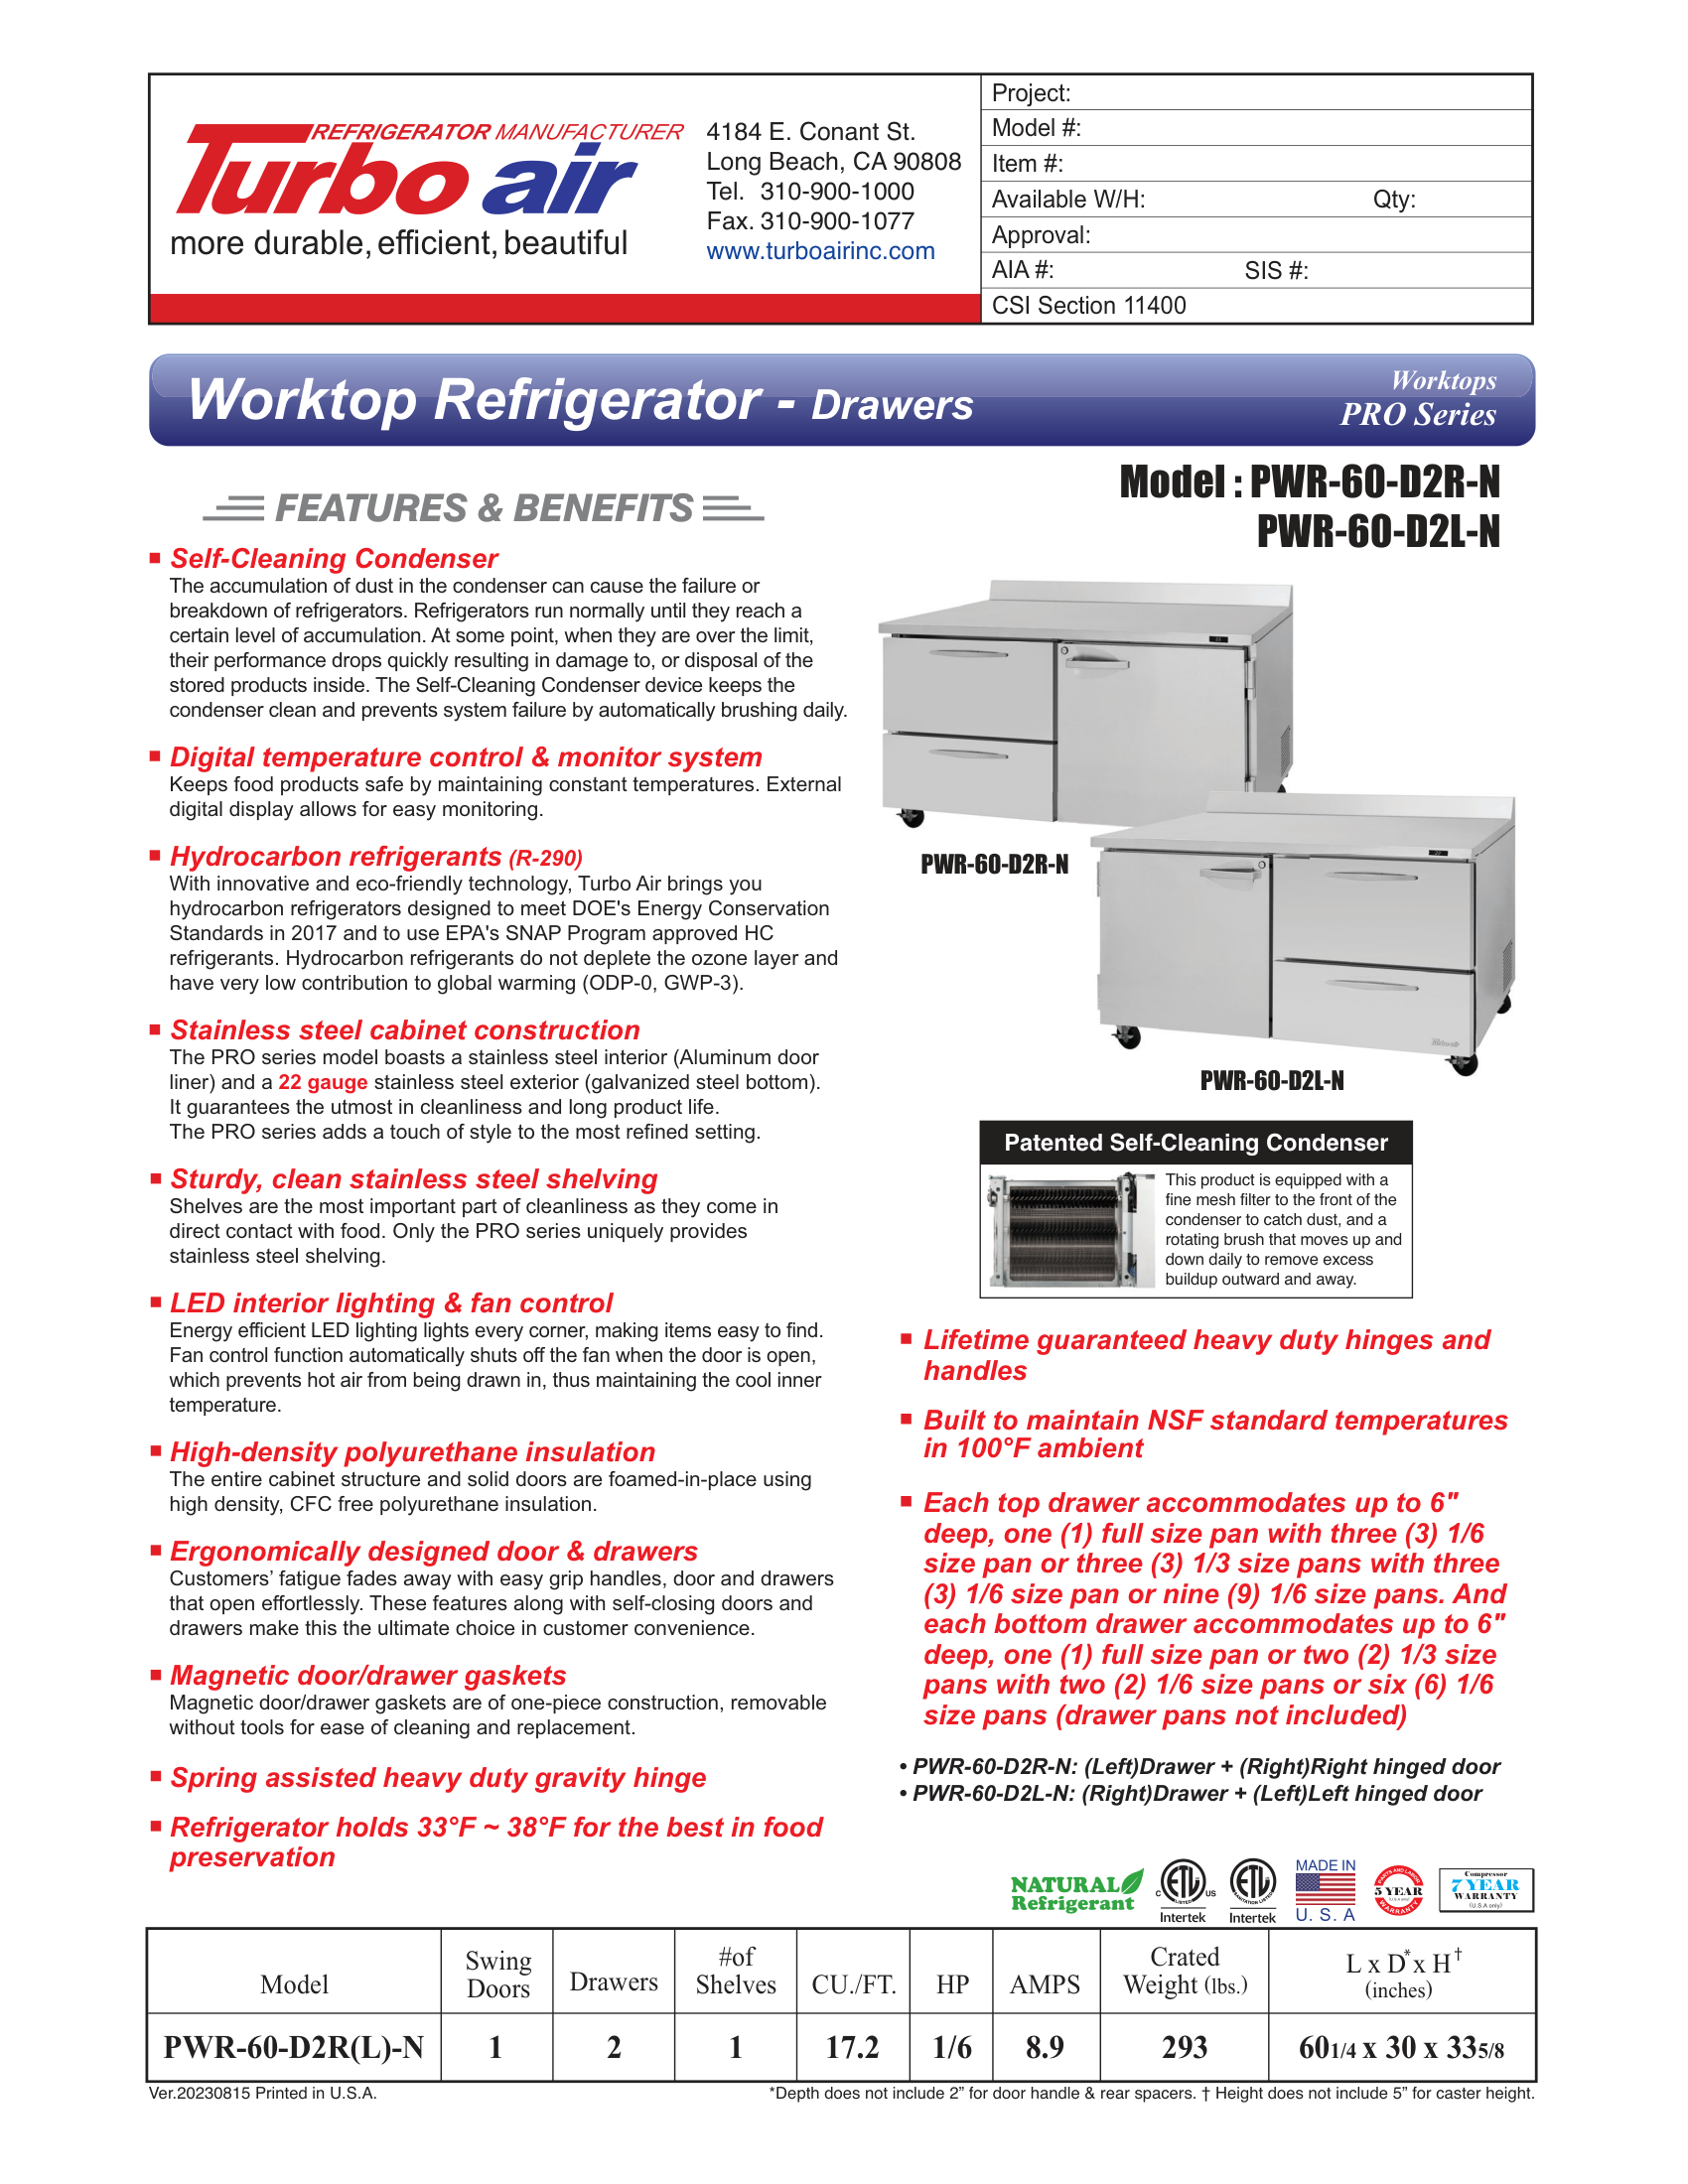 REFRIGERATOR MANUFACTURER
Turbo air
more durable, efficient, beautiful
4184 E. Conant St.
Long Beach, CA 90808
Tel. 310-900-1000
Fax. 310-900-1077
www.turboairinc.com
Project:
Model #:
Item #:
Available W/H: Qty:
Approval:
AIA #: SIS #:
CSI Section 11400
Worktop Refrigerator - Drawers
Worktops
PRO Series
FEATURES & BENEFITS
Self-Cleaning Condenser
The accumulation of dust in the condenser can cause the failure or
breakdown of refrigerators. Refrigerators run normally until they reach a
certain level of accumulation. At some point, when they are over the limit,
their performance drops quickly resulting in damage to, or disposal of the
stored products inside. The Self-Cleaning Condenser device keeps the
condenser clean and prevents system failure by automatically brushing daily.
Digital temperature control & monitor system
Keeps food products safe by maintaining constant temperatures. External
digital display allows for easy monitoring.
Hydrocarbon refrigerants (R-290)
With innovative and eco-friendly technology, Turbo Air brings you
hydrocarbon refrigerators designed to meet DOE's Energy Conservation
Standards in 2017 and to use EPA's SNAP Program approved HC
refrigerants. Hydrocarbon refrigerants do not deplete the ozone layer and
have very low contribution to global warming (ODP-0, GWP-3).
Stainless steel cabinet construction
The PRO series model boasts a stainless steel interior (Aluminum door
liner) and a 22 gauge stainless steel exterior (galvanized steel bottom).
It guarantees the utmost in cleanliness and long product life.
The PRO series adds a touch of style to the most refined setting.
Sturdy, clean stainless steel shelving
Shelves are the most important part of cleanliness as they come in
direct contact with food. Only the PRO series uniquely provides
stainless steel shelving.
LED interior lighting & fan control
Energy efficient LED lighting lights every corner, making items easy to find.
Fan control function automatically shuts off the fan when the door is open,
which prevents hot air from being drawn in, thus maintaining the cool inner
temperature.
High-density polyurethane insulation
The entire cabinet structure and solid doors are foamed-in-place using
high density, CFC free polyurethane insulation.
Ergonomically designed door & drawers
Customers' fatigue fades away with easy grip handles, door and drawers
that open effortlessly. These features along with self-closing doors and
drawers make this the ultimate choice in customer convenience.
Magnetic door/drawer gaskets
Magnetic door/drawer gaskets are of one-piece construction, removable
without tools for ease of cleaning and replacement.
Spring assisted heavy duty gravity hinge
Refrigerator holds 33°F ~ 38°F for the best in food
preservation
Model : PWR-60-D2R-N
PWR-60-D2L-N
PWR-60-D2R-N
Turbo air
PWR-60-D2L-N
Patented Self-Cleaning Condenser
This product is equipped with a
fine mesh filter to the front of the
condenser to catch dust, and a
rotating brush that moves up and
down daily to remove excess
buildup outward and away.
Lifetime guaranteed heavy duty hinges and
handles
Built to maintain NSF standard temperatures
in 100°F ambient
Each top drawer accommodates up to 6"
deep, one (1) full size pan with three (3) 1/6
size pan or three (3) 1/3 size pans with three
(3) 1/6 size pan or nine (9) 1/6 size pans. And
each bottom drawer accommodates up to 6"
deep, one (1) full size pan or two (2) 1/3 size
pans with two (2) 1/6 size pans or six (6) 1/6
size pans (drawer pans not included)
• PWR-60-D2R-N: (Left)Drawer + (Right)Right hinged door
• PWR-60-D2L-N: (Right)Drawer + (Left)Left hinged door
NATURAL
Refrigerant
C ETL US LISTED
Intertek
ETL SANITATION LISTED
Intertek
MADE IN
U. S. A
PARTS AND LABOR
5 YEAR
WARRANTY
Compressor
7 YEAR
WARRANTY
(U.S.A only)
Model Swing Doors Drawers #of Shelves CU./FT. HP AMPS Crated Weight (lbs.) L x D* x H† (inches)
PWR-60-D2R(L)-N 1 2 1 17.2 1/6 8.9 293 60 1/4 x 30 x 33 5/8
Ver.20230815 Printed in U.S.A.
*Depth does not include 2” for door handle & rear spacers. † Height does not include 5” for caster height.